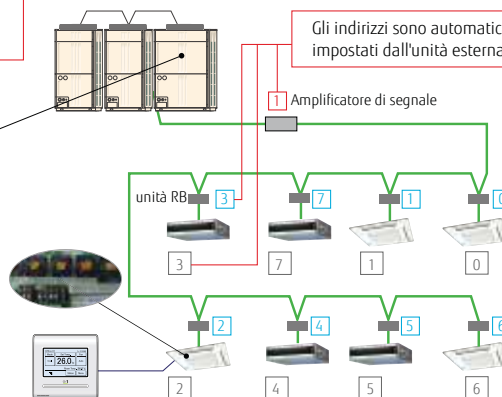 Gli indirizzi sono automatic
impostati dall'unità esterna
1 Amplificatore di segnale
unità RB 3 7 1 0
3 7 1 0
2 4 5 6
26.0
2 4 5 6